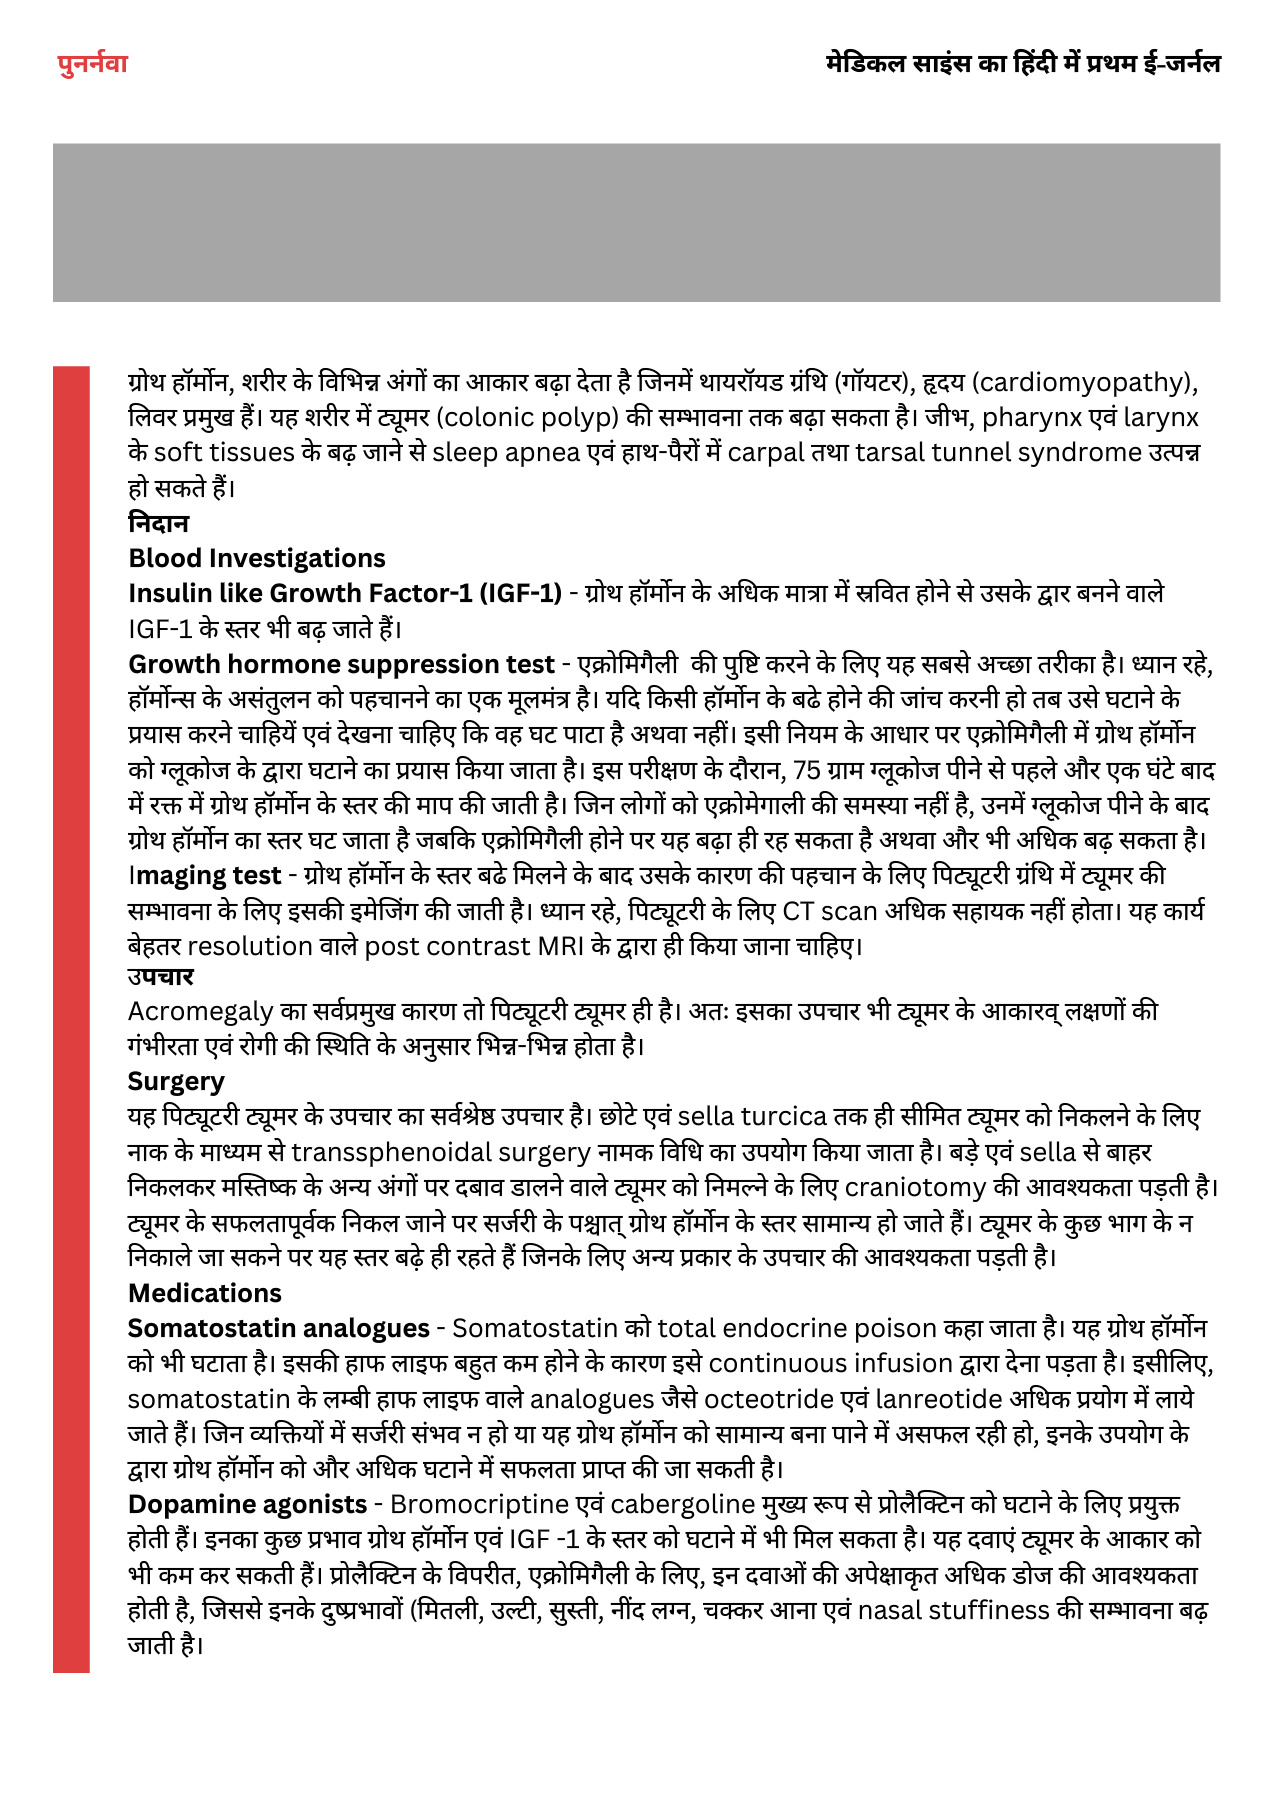 पुनर्नवा
मेडिकल साइंस का हिंदी में प्रथम ई-जर्नल
ग्रोथ हॉर्मोन, शरीर के विभिन्न अंगों का आकार बढ़ा देता है जिनमें थायरॉयड ग्रंथि (गॉयटर), हृदय (cardiomyopathy),
लिवर प्रमुख हैं। यह शरीर में ट्यूमर (colonic polyp) की सम्भावना तक बढ़ा सकता है। जीभ, pharynx एवं larynx
के soft tissues के बढ़ जाने से sleep apnea एवं हाथ-पैरों में carpal तथा tarsal tunnel syndrome उत्पन्न
हो सकते हैं।
निदान
Blood Investigations
Insulin like Growth Factor-1 (IGF-1) - ग्रोथ हॉर्मोन के अधिक मात्रा में स्रवित होने से उसके द्वार बनने वाले
IGF-1 के स्तर भी बढ़ जाते हैं।
Growth hormone suppression test - एक्रोमिगैली की पुष्टि करने के लिए यह सबसे अच्छा तरीका है। ध्यान रहे,
हॉर्मोन्स के असंतुलन को पहचानने का एक मूलमंत्र है। यदि किसी हॉर्मोन के बढे होने की जांच करनी हो तब उसे घटाने के
प्रयास करने चाहियें एवं देखना चाहिए कि वह घट पाटा है अथवा नहीं। इसी नियम के आधार पर एक्रोमिगैली में ग्रोथ हॉर्मोन
को ग्लूकोज के द्वारा घटाने का प्रयास किया जाता है। इस परीक्षण के दौरान, 75 ग्राम ग्लूकोज पीने से पहले और एक घंटे बाद
में रक्त में ग्रोथ हॉर्मोन के स्तर की माप की जाती है। जिन लोगों को एक्रोमेगाली की समस्या नहीं है, उनमें ग्लूकोज पीने के बाद
ग्रोथ हॉर्मोन का स्तर घट जाता है जबकि एक्रोमिगैली होने पर यह बढ़ा ही रह सकता है अथवा और भी अधिक बढ़ सकता है।
Imaging test - ग्रोथ हॉर्मोन के स्तर बढे मिलने के बाद उसके कारण की पहचान के लिए पिट्यूटरी ग्रंथि में ट्यूमर की
सम्भावना के लिए इसकी इमेजिंग की जाती है। ध्यान रहे, पिट्यूटरी के लिए CT scan अधिक सहायक नहीं होता। यह कार्य
बेहतर resolution वाले post contrast MRI के द्वारा ही किया जाना चाहिए।
उपचार
Acromegaly का सर्वप्रमुख कारण तो पिट्यूटरी ट्यूमर ही है। अतः इसका उपचार भी ट्यूमर के आकारव् लक्षणों की
गंभीरता एवं रोगी की स्थिति के अनुसार भिन्न-भिन्न होता है।
Surgery
यह पिट्यूटरी ट्यूमर के उपचार का सर्वश्रेष्ठ उपचार है। छोटे एवं sella turcica तक ही सीमित ट्यूमर को निकलने के लिए
नाक के माध्यम से transsphenoidal surgery नामक विधि का उपयोग किया जाता है। बड़े एवं sella से बाहर
निकलकर मस्तिष्क के अन्य अंगों पर दबाव डालने वाले ट्यूमर को निमल्ने के लिए craniotomy की आवश्यकता पड़ती है।
ट्यूमर के सफलतापूर्वक निकल जाने पर सर्जरी के पश्चात् ग्रोथ हॉर्मोन के स्तर सामान्य हो जाते हैं। ट्यूमर के कुछ भाग के न
निकाले जा सकने पर यह स्तर बढ़े ही रहते हैं जिनके लिए अन्य प्रकार के उपचार की आवश्यकता पड़ती है।
Medications
Somatostatin analogues - Somatostatin को total endocrine poison कहा जाता है। यह ग्रोथ हॉर्मोन
को भी घटाता है। इसकी हाफ लाइफ बहुत कम होने के कारण इसे continuous infusion द्वारा देना पड़ता है। इसीलिए,
somatostatin के लम्बी हाफ लाइफ वाले analogues जैसे octeotride एवं lanreotide अधिक प्रयोग में लाये
जाते हैं। जिन व्यक्तियों में सर्जरी संभव न हो या यह ग्रोथ हॉर्मोन को सामान्य बना पाने में असफल रही हो, इनके उपयोग के
द्वारा ग्रोथ हॉर्मोन को और अधिक घटाने में सफलता प्राप्त की जा सकती है।
Dopamine agonists - Bromocriptine एवं cabergoline मुख्य रूप से प्रोलैक्टिन को घटाने के लिए प्रयुक्त
होती हैं। इनका कुछ प्रभाव ग्रोथ हॉर्मोन एवं IGF -1 के स्तर को घटाने में भी मिल सकता है। यह दवाएं ट्यूमर के आकार को
भी कम कर सकती हैं। प्रोलैक्टिन के विपरीत, एक्रोमिगैली के लिए, इन दवाओं की अपेक्षाकृत अधिक डोज की आवश्यकता
होती है, जिससे इनके दुष्प्रभावों (मितली, उल्टी, सुस्ती, नींद लग्न, चक्कर आना एवं nasal stuffiness की सम्भावना बढ़
जाती है।